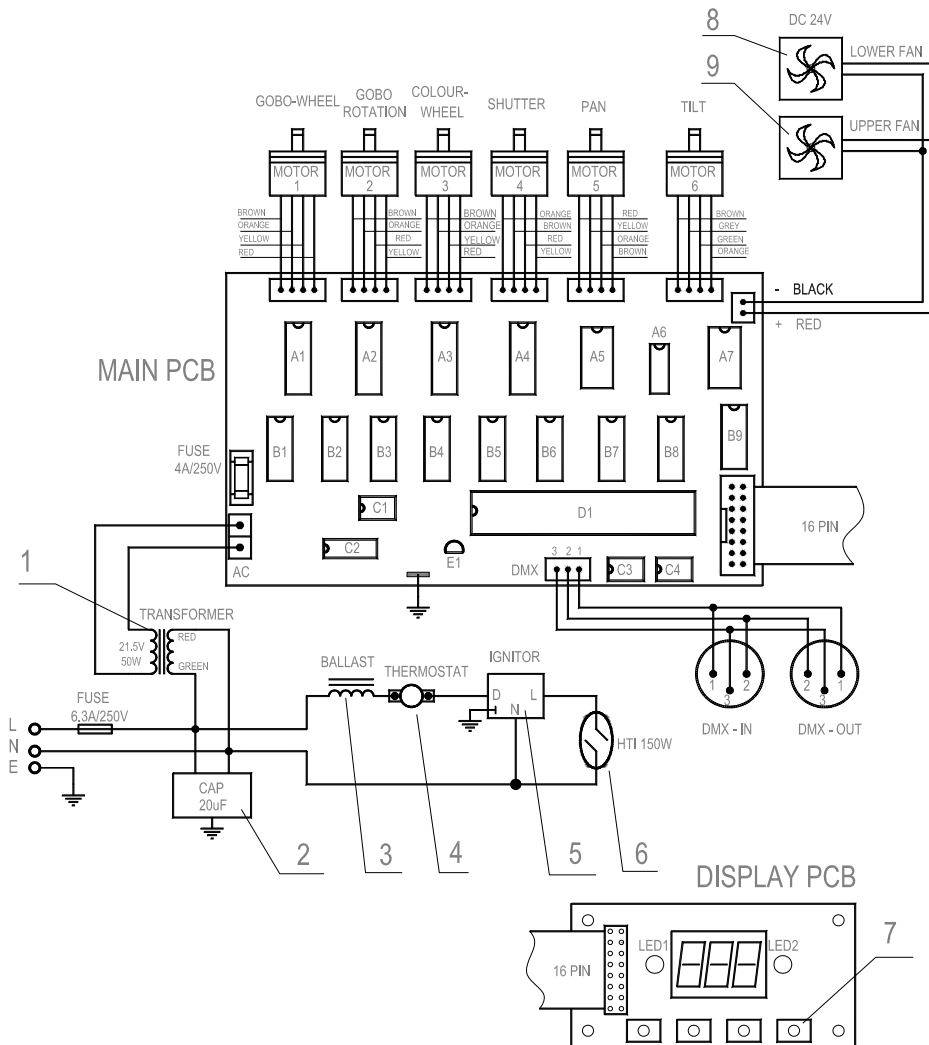 8
DC 24V
LOWER FAN
9
UPPER FAN
GOBO-WHEEL
GOBO
ROTATION
COLOUR-
WHEEL
SHUTTER
PAN
TILT
MOTOR
1
MOTOR
2
MOTOR
3
MOTOR
4
MOTOR
5
MOTOR
6
BROWN
ORANGE
YELLOW
RED
BROWN
ORANGE
RED
YELLOW
BROWN
ORANGE
YELLOW
RED
ORANGE
BROWN
RED
YELLOW
RED
YELLOW
ORANGE
BROWN
BROWN
GREY
GREEN
ORANGE
- BLACK
+ RED
MAIN PCB
A1
A2
A3
A4
A5
A6
A7
FUSE
4A/250V
B1
B2
B3
B4
B5
B6
B7
B8
B9
C1
D1
16 PIN
C2
E1
AC
DMX
3 2 1
C3
C4
1
TRANSFORMER
21.5V
50W
RED
GREEN
1
2
3
DMX - IN
2
1
3
DMX - OUT
BALLAST
THERMOSTAT
IGNITOR
D
L
N
HTI 150W
FUSE
6.3A/250V
L
N
E
CAP
20uF
2
3
4
5
6
DISPLAY PCB
7
LED1
LED2
16 PIN